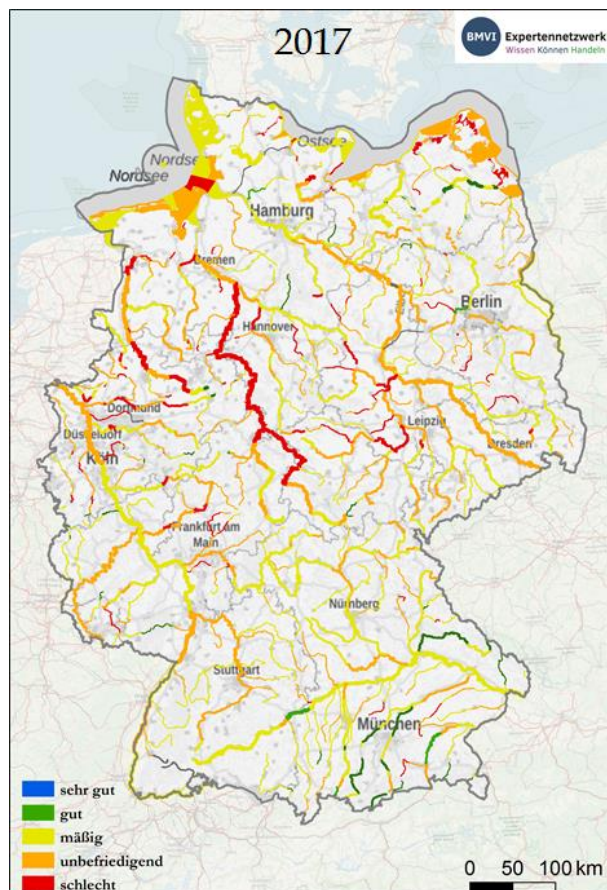 2017
BMVI Expertennetzwerk
Wissen Können Handeln
Ostsee
Nordsee
Nordsee
Hamburg
Bremen
Berlin
Hannover
Dortmund
Düsseldorf
Leipzig
Dresden
Köln
Frankfurt am
Main
Nürnberg
Stuttgart
München
sehr gut
gut
mäßig
unbefriedigend
schlecht
0 50 100 km